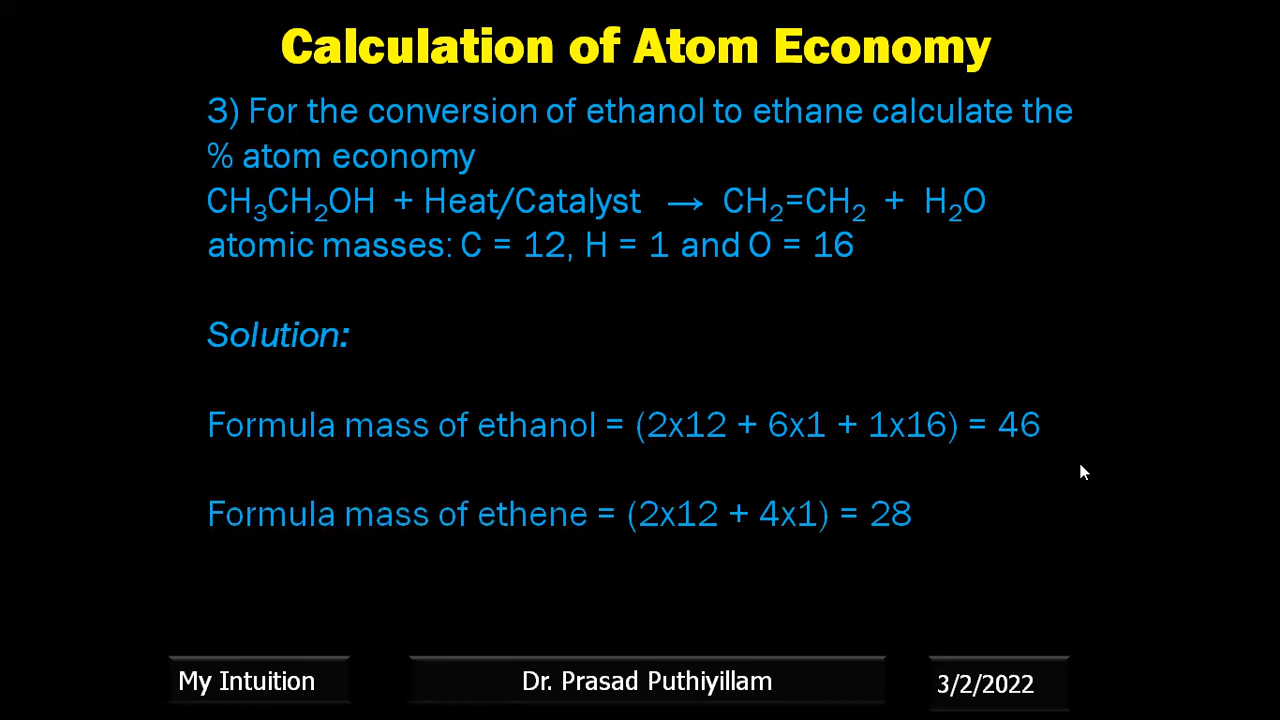 Calculation of Atom Economy
3) For the conversion of ethanol to ethane calculate the
% atom economy
CH₃CH₂OH + Heat/Catalyst → CH₂=CH₂ + H₂O
atomic masses: C = 12, H = 1 and O = 16
Solution:
Formula mass of ethanol = (2x12 + 6x1 + 1x16) = 46
Formula mass of ethene = (2x12 + 4x1) = 28
My Intuition
Dr. Prasad Puthiyillam
3/2/2022